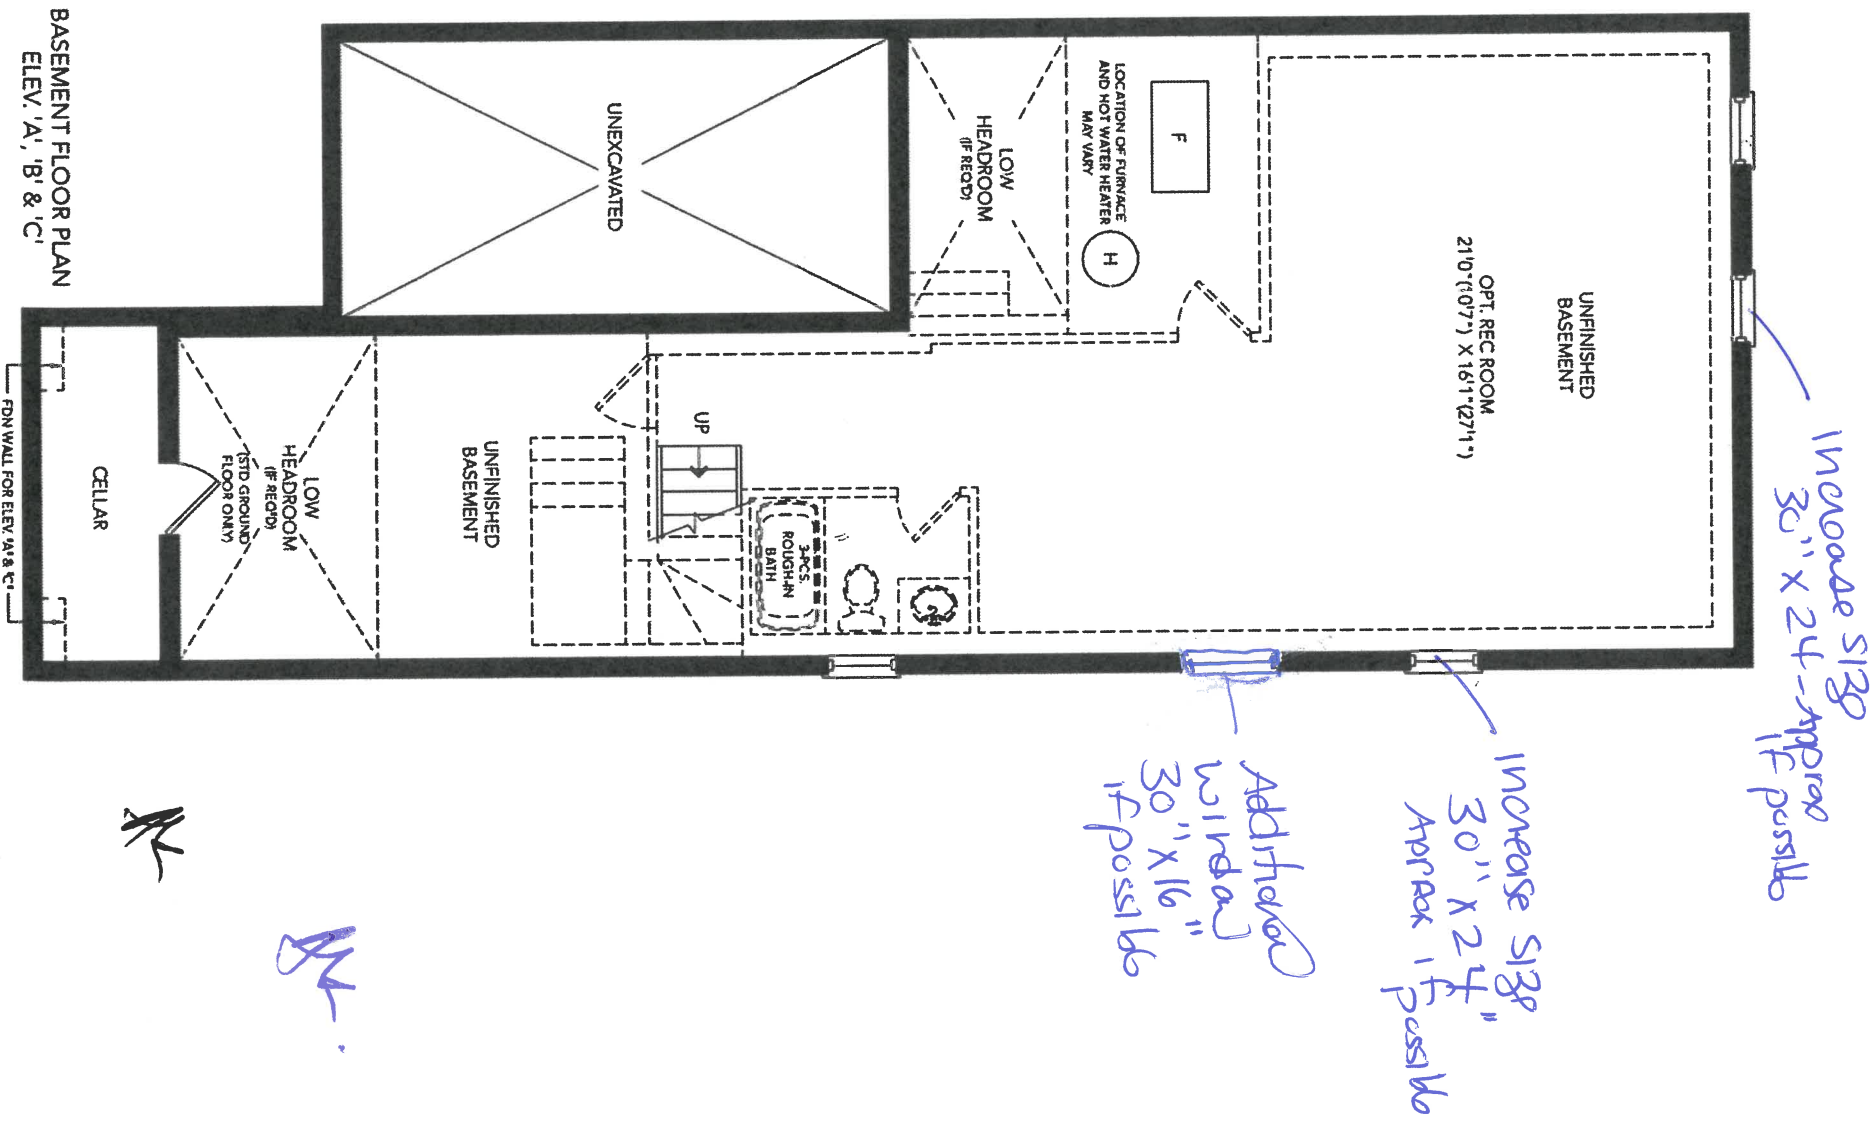 Increase size
30" x 24 - Approx
if possible
UNFINISHED
BASEMENT
OPT. REC ROOM
21'0"(10'7") X 16'1"(27'1")
F
LOCATION OF FURNACE
AND HOT WATER HEATER
MAY VARY
H
LOW
HEADROOM
(IF REQ'D)
UNEXCAVATED
UP
3-PCS.
ROUGH-IN
BATH
UNFINISHED
BASEMENT
LOW
HEADROOM
(IF REQ'D)
(STD GROUND
FLOOR ONLY)
CELLAR
FDN WALL FOR ELEV. 'A' & 'C'
BASEMENT FLOOR PLAN
ELEV. 'A', 'B' & 'C'
Increase size
30" x 24"
Approx if possible
Additional
window
30" x 16"
if possible